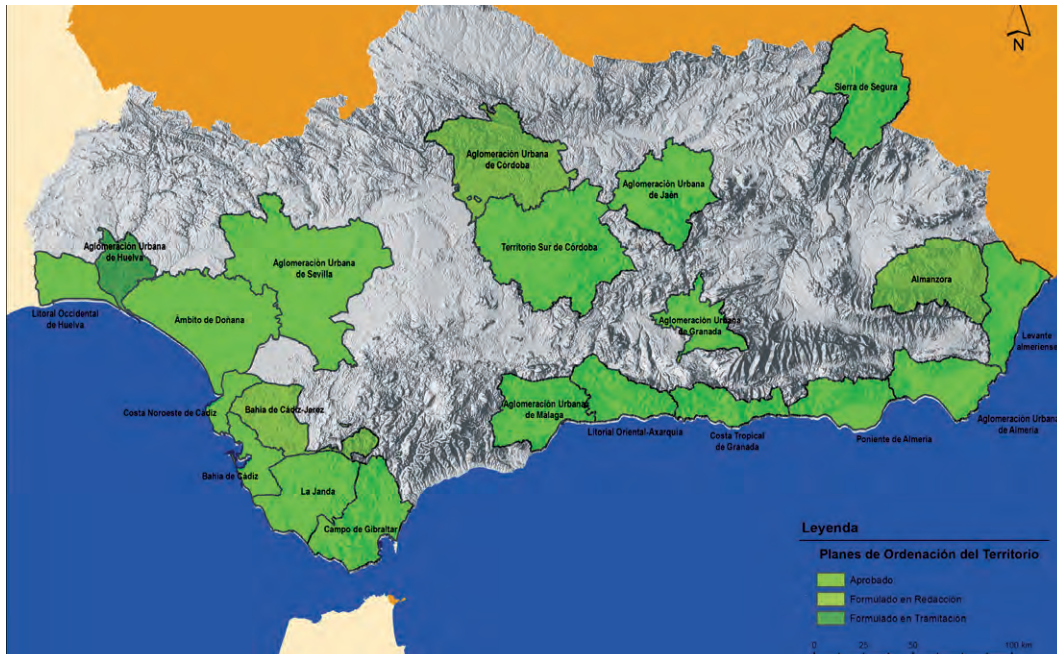 N
Sierra de Segura
Aglomeración Urbana
de Córdoba
Aglomeración Urbana
de Jaén
Territorio Sur de Córdoba
Aglomeración Urbana
de Huelva
Aglomeración Urbana
de Sevilla
Almanzora
Litoral Occidental
de Huelva
Ámbito de Doñana
Aglomeración Urbana
de Granada
Levante
almeriense
Costa Noroeste de Cádiz
Bahía de Cádiz-Jerez
Aglomeración Urbana
de Málaga
Litorial Oriental-Axarquía
Costa Tropical
de Granada
Poniente de Almería
Aglomeración Urbana
de Almería
Bahía de Cádiz
La Janda
Campo de Gibraltar
Leyenda
Planes de Ordenación del Territorio
Aprobado
Formulado en Redacción
Formulado en Tramitación
0 25 50 100 km